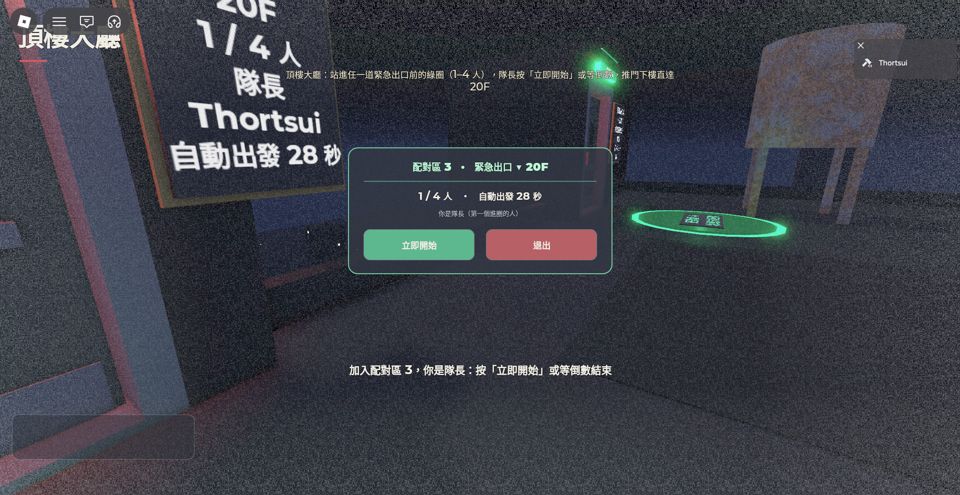 頂樓大廳
20F
1 / 4 人
隊長
Thortsui
自動出發 28 秒
頂樓大廳：站進任一道緊急出口前的綠圈（1–4 人），隊長按「立即開始」或等倒數，推門下樓直達
20F
Thortsui
配對區 3 • 緊急出口 ▼ 20F
1 / 4 人 • 自動出發 28 秒
你是隊長（第一個進圈的人）
立即開始
退出
加入配對區 3，你是隊長：按「立即開始」或等倒數結束